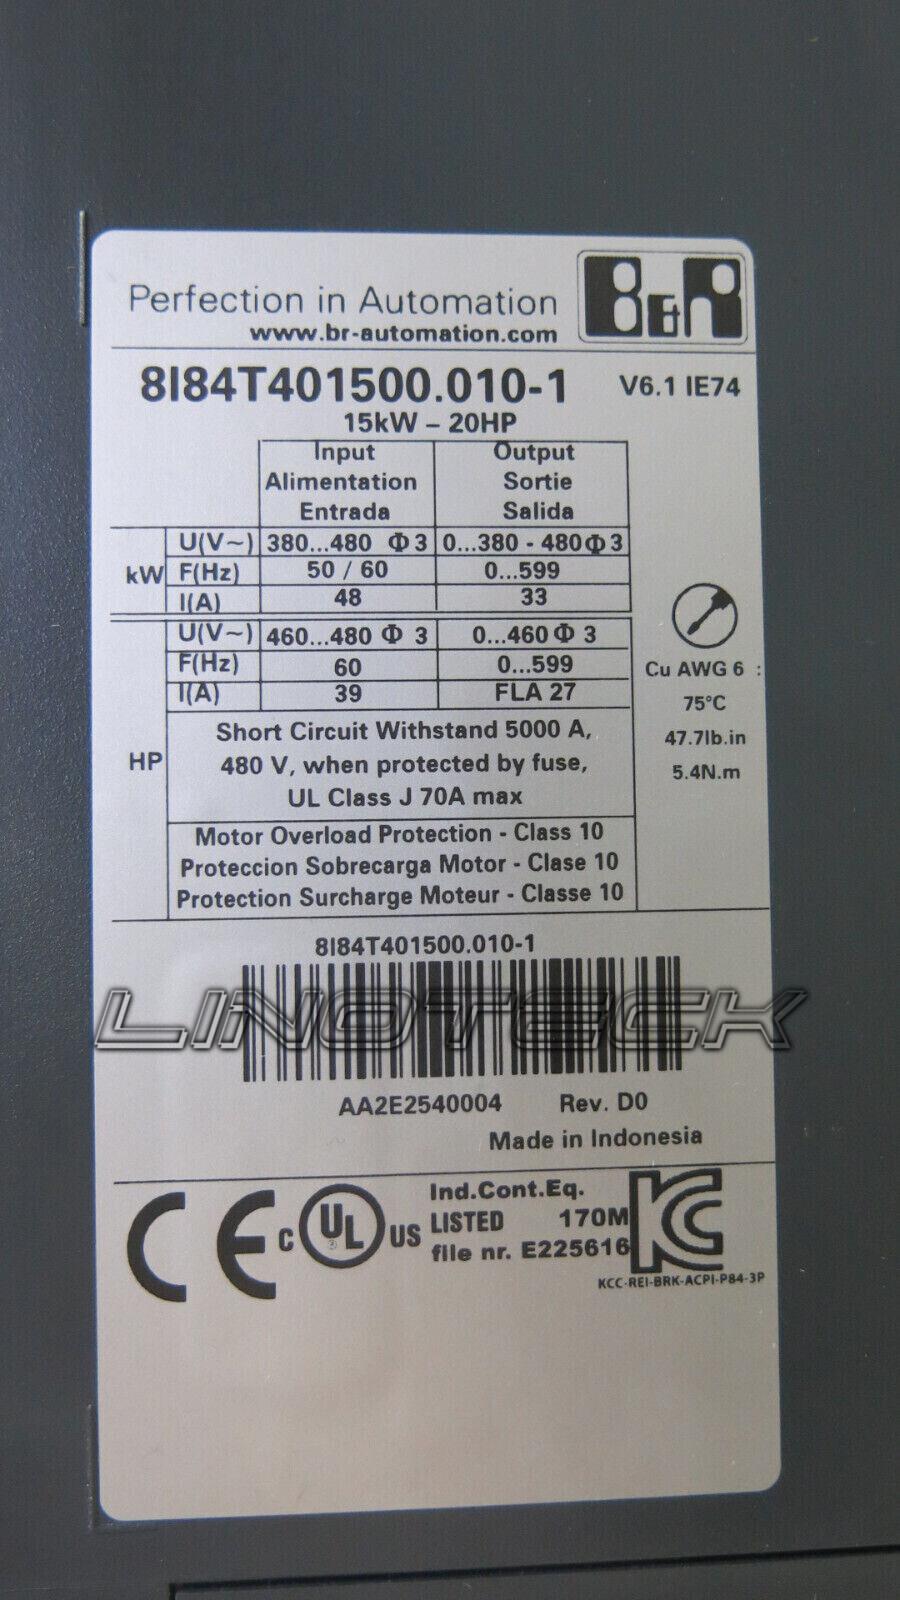 Perfection in Automation
B&R
www.br-automation.com
8I84T401500.010-1 V6.1 IE74
15kW – 20HP
Input Output
Alimentation Sortie
Entrada Salida
kW U(V~) 380...480 Φ 3 0...380 - 480Φ 3
F(Hz) 50 / 60 0...599
I(A) 48 33
U(V~) 460...480 Φ 3 0...460 Φ 3
F(Hz) 60 0...599
I(A) 39 FLA 27
HP
Short Circuit Withstand 5000 A,
480 V, when protected by fuse,
UL Class J 70A max
Motor Overload Protection - Class 10
Proteccion Sobrecarga Motor - Clase 10
Protection Surcharge Moteur - Classe 10
Cu AWG 6 :
75°C
47.7lb.in
5.4N.m
8I84T401500.010-1
LINOTECK
AA2E2540004 Rev. D0
Made in Indonesia
CE
C UL US
Ind.Cont.Eq.
LISTED 170M
file nr. E225616
KC
KCC-REI-BRK-ACPI-P84-3P